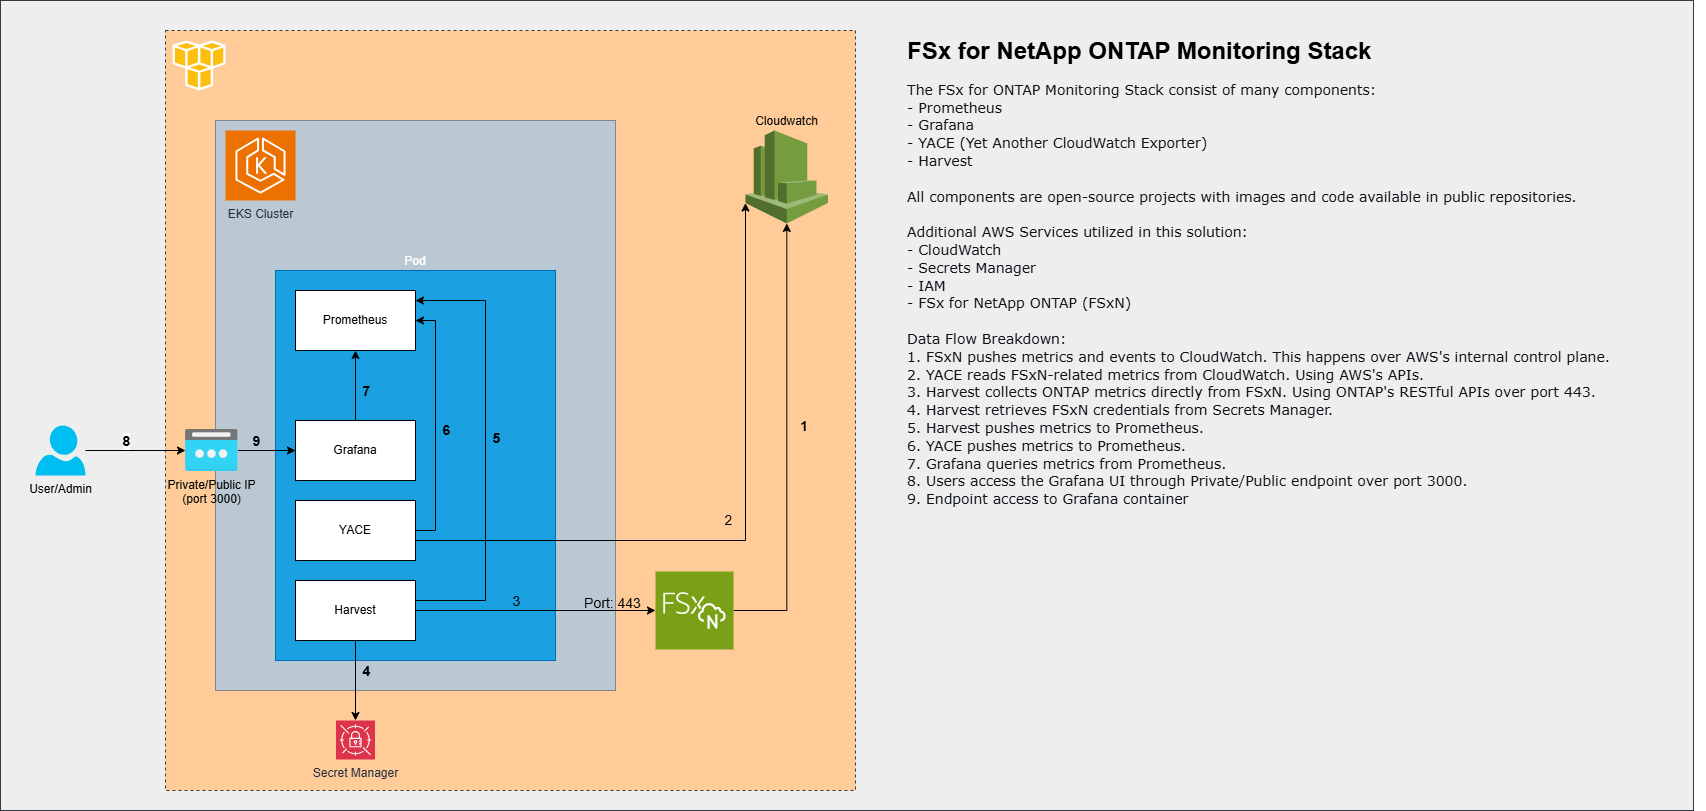 FSx for NetApp ONTAP Monitoring Stack
The FSx for ONTAP Monitoring Stack consist of many components:
- Prometheus
- Grafana
- YACE (Yet Another CloudWatch Exporter)
- Harvest
All components are open-source projects with images and code available in public repositories.
Additional AWS Services utilized in this solution:
- CloudWatch
- Secrets Manager
- IAM
- FSx for NetApp ONTAP (FSxN)
Data Flow Breakdown:
1. FSxN pushes metrics and events to CloudWatch. This happens over AWS's internal control plane.
2. YACE reads FSxN-related metrics from CloudWatch. Using AWS's APIs.
3. Harvest collects ONTAP metrics directly from FSxN. Using ONTAP's RESTful APIs over port 443.
4. Harvest retrieves FSxN credentials from Secrets Manager.
5. Harvest pushes metrics to Prometheus.
6. YACE pushes metrics to Prometheus.
7. Grafana queries metrics from Prometheus.
8. Users access the Grafana UI through Private/Public endpoint over port 3000.
9. Endpoint access to Grafana container
Cloudwatch
K
EKS Cluster
Pod
Prometheus
7
6
5
1
8
9
Grafana
User/Admin
Private/Public IP
(port 3000)
YACE
2
Harvest
3
Port: 443
FSx
N
4
Secret Manager